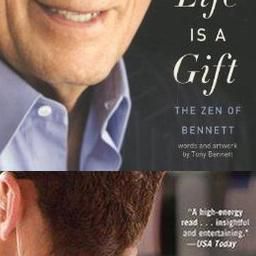 Life
IS A
Gift
THE ZEN OF
BENNETT
words and artwork
by Tony Bennett
"A high-energy
read . . . insightful
and entertaining."
—USA Today